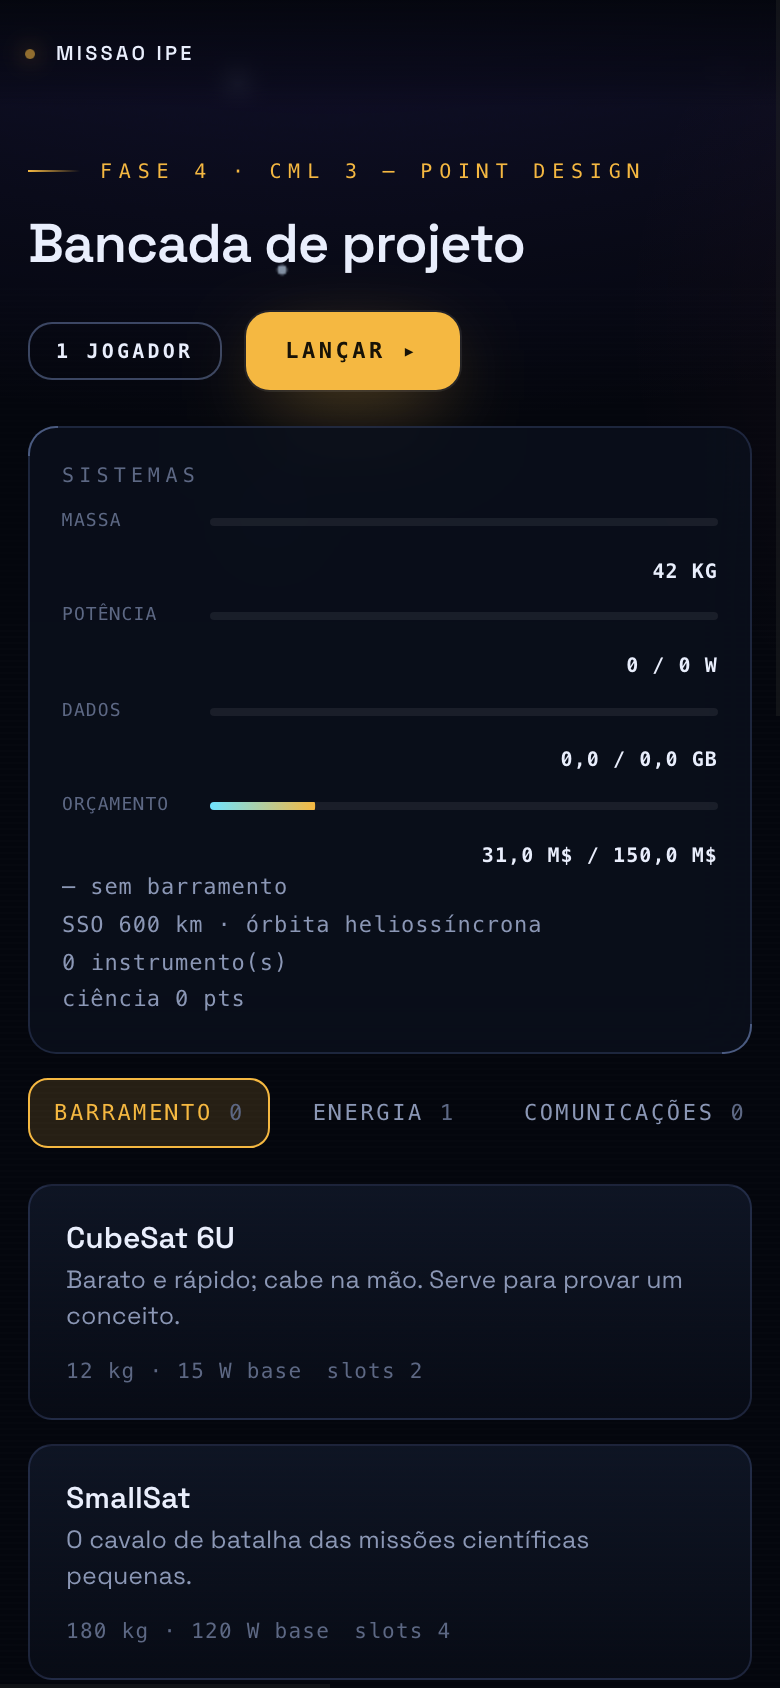 MISSAO IPE
FASE 4 · CML 3 — POINT DESIGN
Bancada de projeto
1 JOGADOR
LANÇAR ▸
SISTEMAS
MASSA
42 KG
POTÊNCIA
0 / 0 W
DADOS
0,0 / 0,0 GB
ORÇAMENTO
31,0 M$ / 150,0 M$
— sem barramento
SSO 600 km · órbita heliossíncrona
0 instrumento(s)
ciência 0 pts
BARRAMENTO 0 ENERGIA 1 COMUNICAÇÕES 0
CubeSat 6U
Barato e rápido; cabe na mão. Serve para provar um
conceito.
12 kg · 15 W base slots 2
SmallSat
O cavalo de batalha das missões científicas
pequenas.
180 kg · 120 W base slots 4